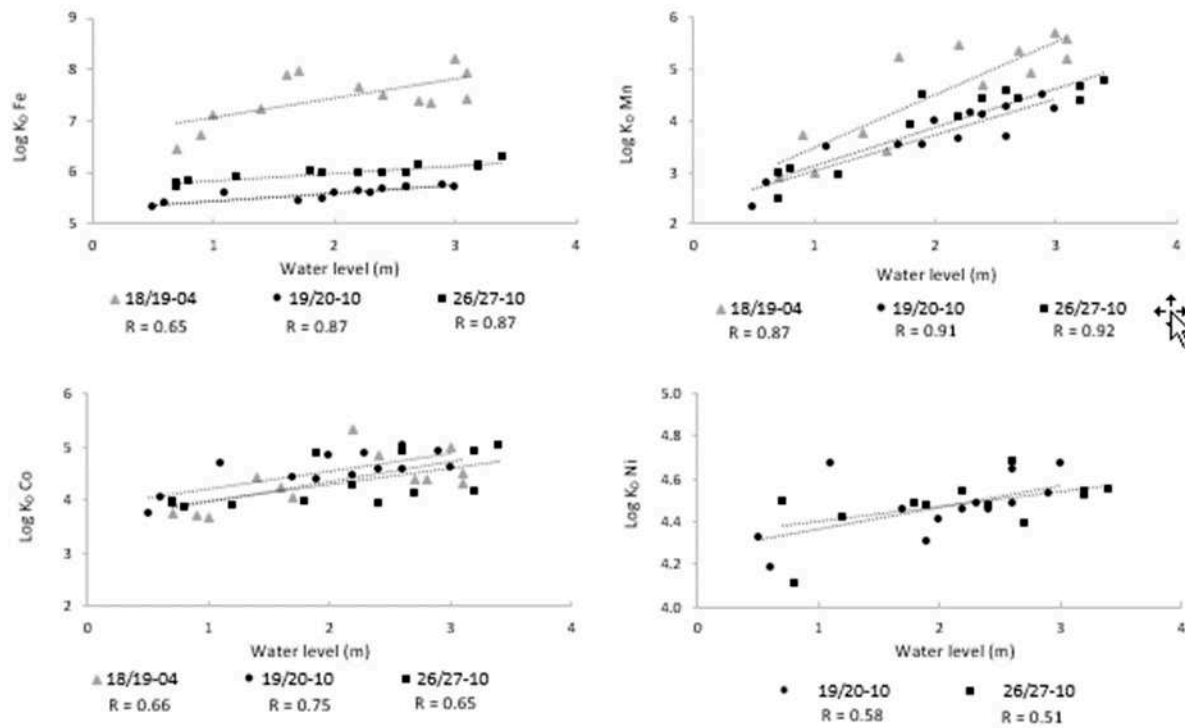 9
8
7
6
5
0 1 2 3 4
Log K_D Fe
Water level (m)
18/19-04 19/20-10 26/27-10
R = 0.65 R = 0.87 R = 0.87
5
4
3
2
0 1 2 3 4
Log K_D Mn
Water level (m)
18/19-04 19/20-10 26/27-10
R = 0.87 R = 0.91 R = 0.92
6
5
4
3
2
0 1 2 3 4
Log K_D Co
Water level (m)
18/19-04 19/20-10 26/27-10
R = 0.66 R = 0.75 R = 0.65
5.0
4.8
4.6
4.4
4.2
4.0
0 1 2 3 4
Log K_D Ni
Water level (m)
19/20-10 26/27-10
R = 0.58 R = 0.51